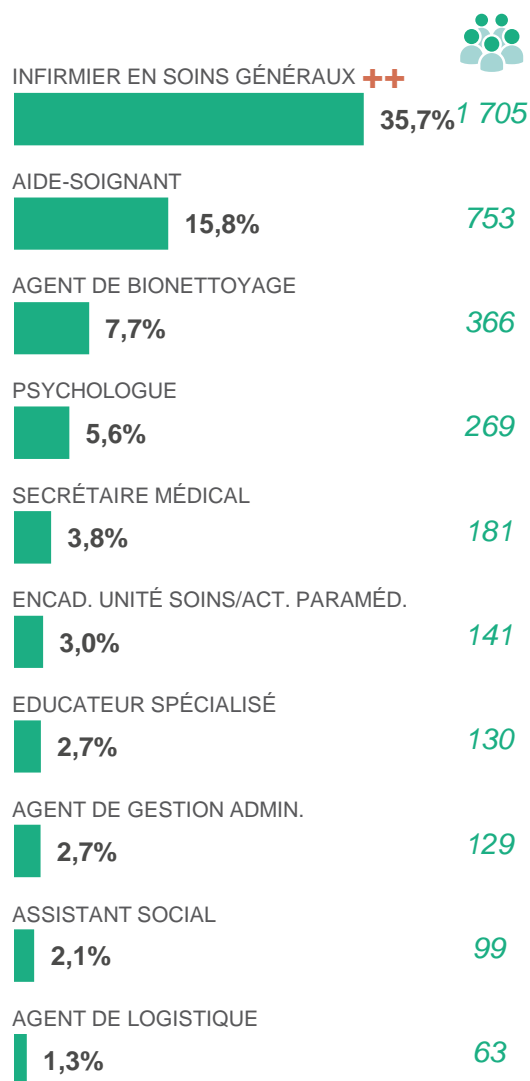 INFIRMIER EN SOINS GÉNÉRAUX ++
35,7% 1 705
AIDE-SOIGNANT
15,8% 753
AGENT DE BIONETTOYAGE
7,7% 366
PSYCHOLOGUE
5,6% 269
SECRÉTAIRE MÉDICAL
3,8% 181
ENCAD. UNITÉ SOINS/ACT. PARAMÉD.
3,0% 141
EDUCATEUR SPÉCIALISÉ
2,7% 130
AGENT DE GESTION ADMIN.
2,7% 129
ASSISTANT SOCIAL
2,1% 99
AGENT DE LOGISTIQUE
1,3% 63